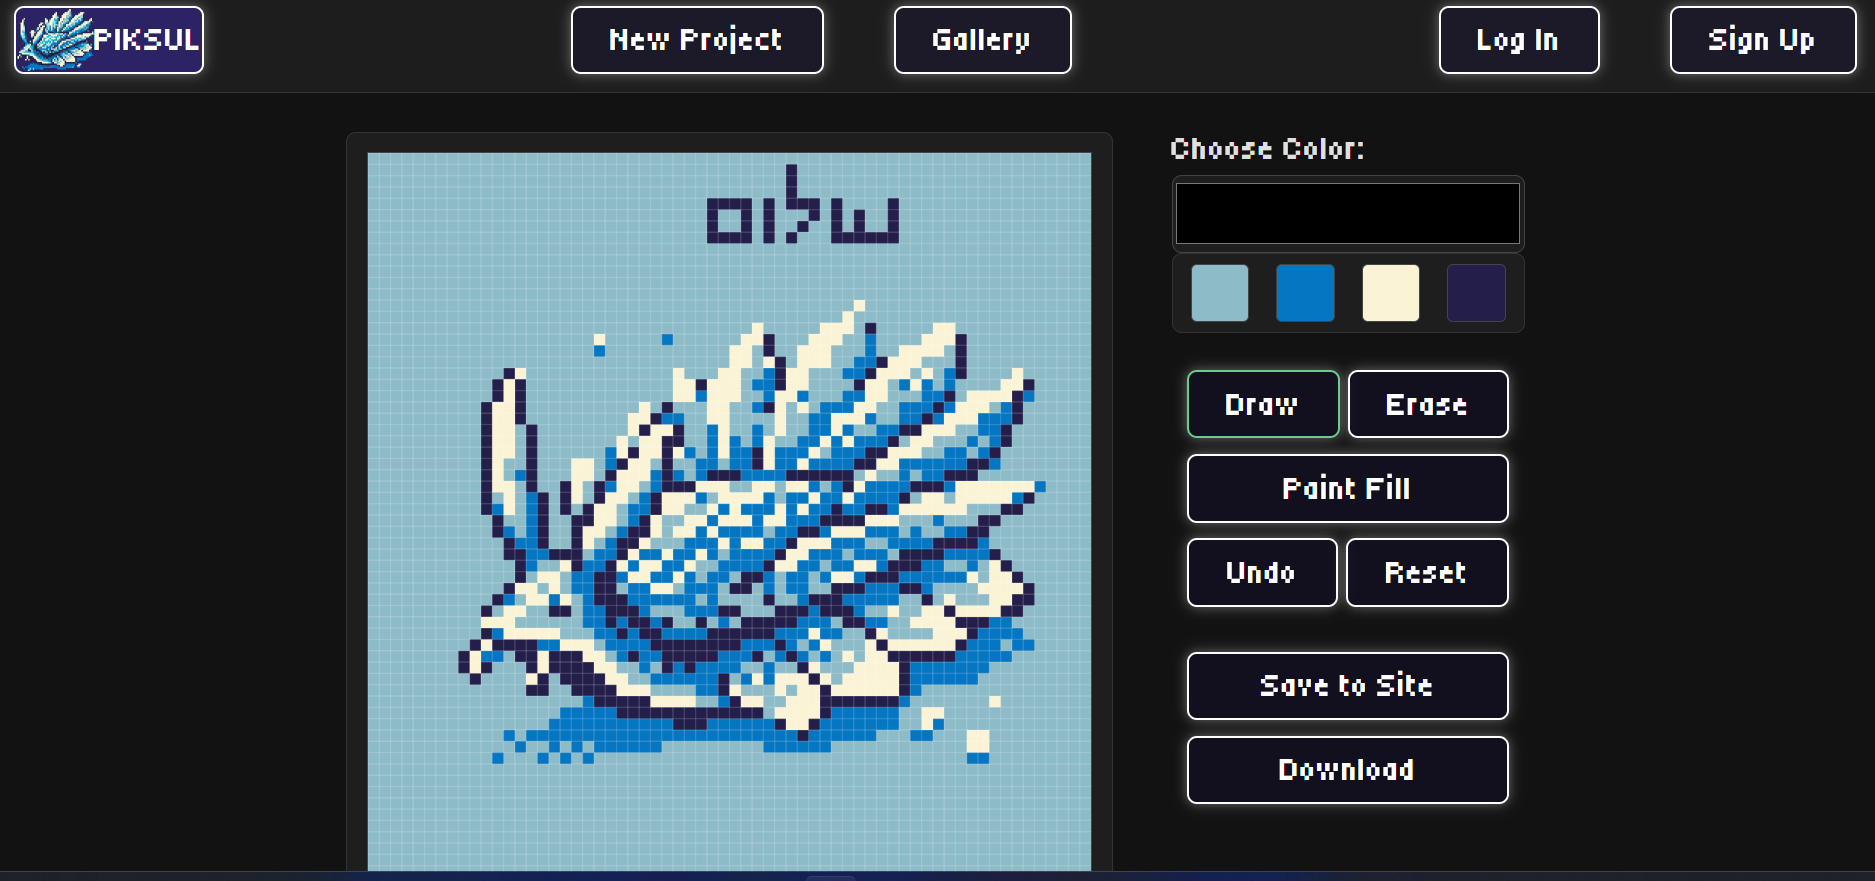 PIKSUL
New Project
Gallery
Log In
Sign Up
שלום
Choose Color:
Draw
Erase
Paint Fill
Undo
Reset
Save to Site
Download